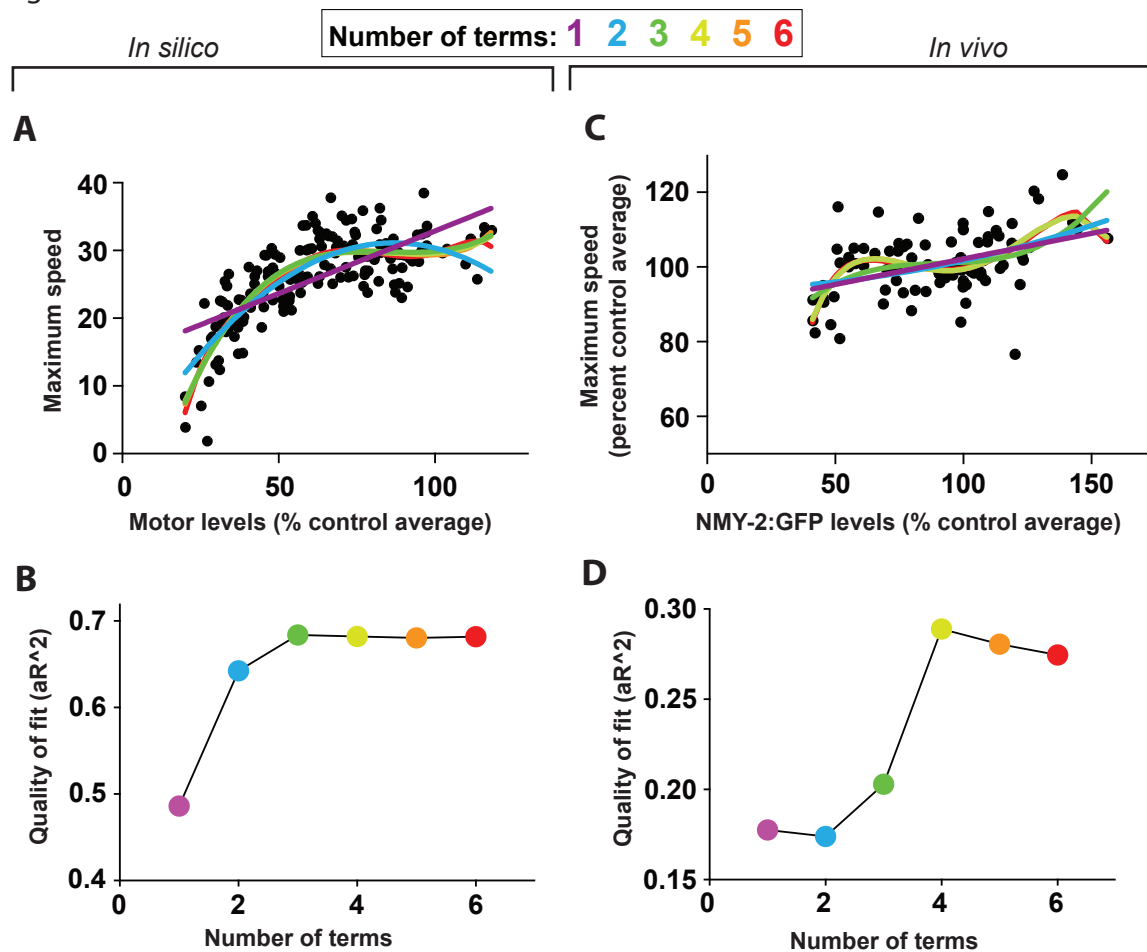 Number of terms: 1 2 3 4 5 6
In silico
In vivo
A
Maximum speed
40
30
20
10
0
0 50 100
Motor levels (% control average)
C
Maximum speed
(percent control average)
120
100
80
60
0 50 100 150
NMY-2:GFP levels (% control average)
B
Quality of fit (aR^2)
0.7
0.6
0.5
0.4
0 2 4 6
Number of terms
D
Quality of fit (aR^2)
0.30
0.25
0.20
0.15
0 2 4 6
Number of terms